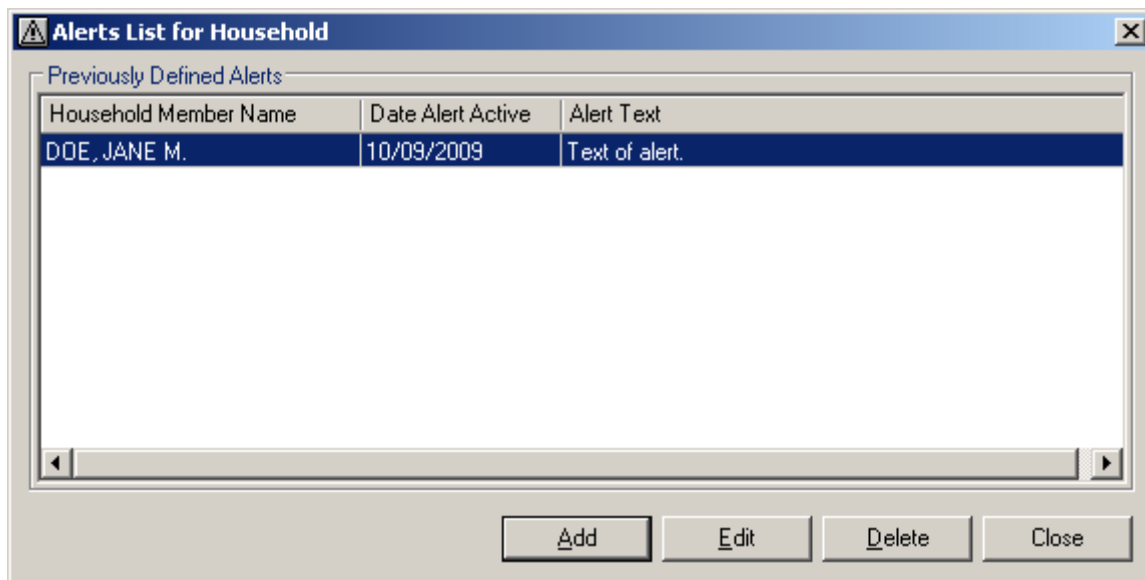 Alerts List for Household
Previously Defined Alerts
Household Member Name Date Alert Active Alert Text
DOE, JANE M. 10/09/2009 Text of alert.
Add Edit Delete Close